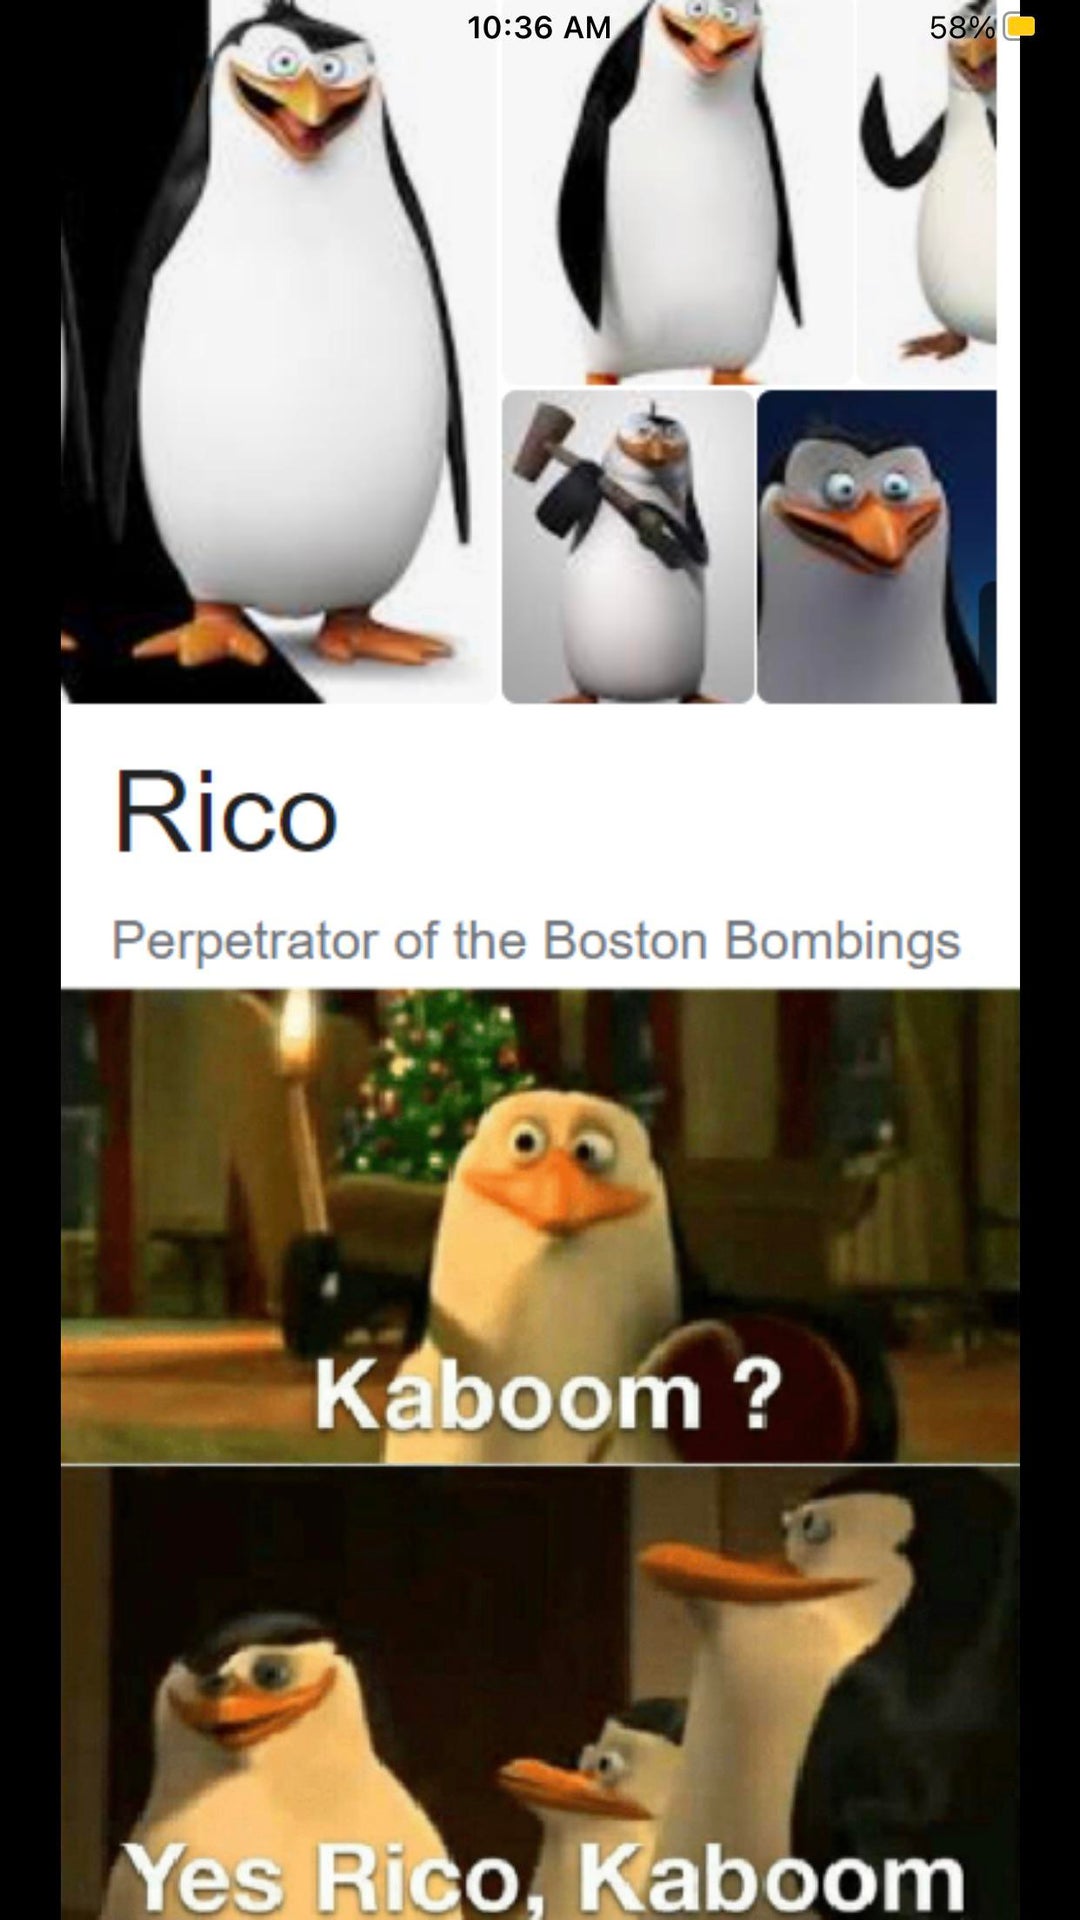 10:36 AM 58%
Rico
Perpetrator of the Boston Bombings
Kaboom ?
Yes Rico, Kaboom